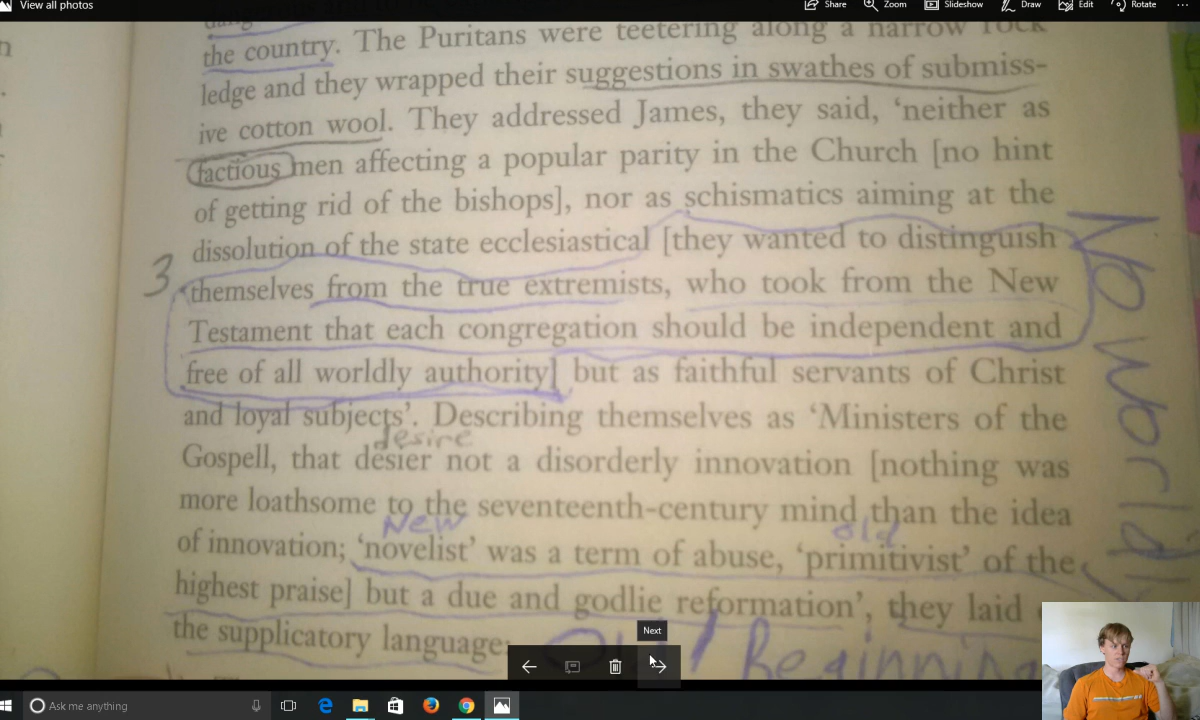 View all photos
Share Zoom Slideshow Draw Edit Rotate ...
the country. The Puritans were teetering along a narrow rock
ledge and they wrapped their suggestions in swathes of submiss-
ive cotton wool. They addressed James, they said, ‘neither as
factious men affecting a popular parity in the Church [no hint
of getting rid of the bishops], nor as schismatics aiming at the
dissolution of the state ecclesiastical [they wanted to distinguish
3
themselves from the true extremists, who took from the New
Testament that each congregation should be independent and
free of all worldly authority] but as faithful servants of Christ
and loyal subjects’. Describing themselves as ‘Ministers of the
desire
Gospell, that desier not a disorderly innovation [nothing was
more loathsome to the seventeenth-century mind than the idea
New old
of innovation; ‘novelist’ was a term of abuse, ‘primitivist’ of the
highest praise] but a due and godlie reformation’, they laid
the supplicatory language:
No World
Beginning
Next
Ask me anything